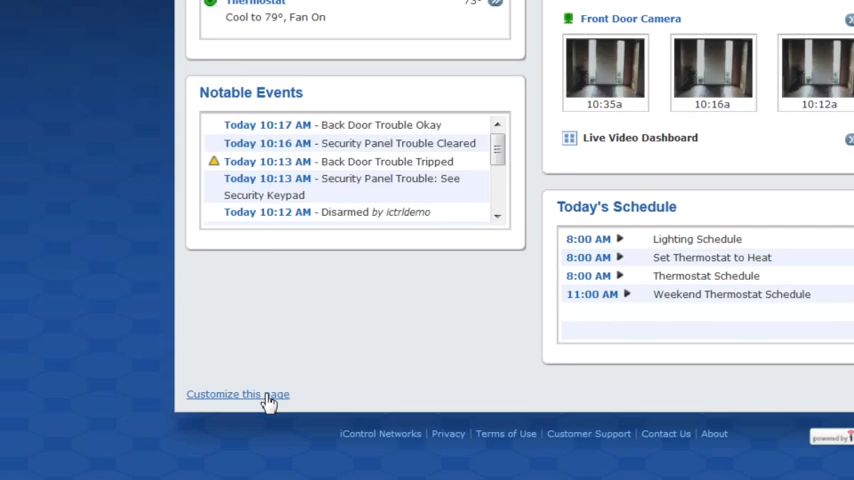 Thermostat 73°
Cool to 79°, Fan On
Notable Events
Today 10:17 AM - Back Door Trouble Okay
Today 10:16 AM - Security Panel Trouble Cleared
Today 10:13 AM - Back Door Trouble Tripped
Today 10:13 AM - Security Panel Trouble: See
Security Keypad
Today 10:12 AM - Disarmed by ictrldemo
Front Door Camera
10:35a 10:16a 10:12a
Live Video Dashboard
Today's Schedule
8:00 AM Lighting Schedule
8:00 AM Set Thermostat to Heat
8:00 AM Thermostat Schedule
11:00 AM Weekend Thermostat Schedule
Customize this page
iControl Networks | Privacy | Terms of Use | Customer Support | Contact Us | About
powered by